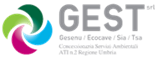 GEST srl
Gesenu / Ecocave / Sia / Tsa
Concessionaria Servizi Ambientali
ATI n.2 Regione Umbria